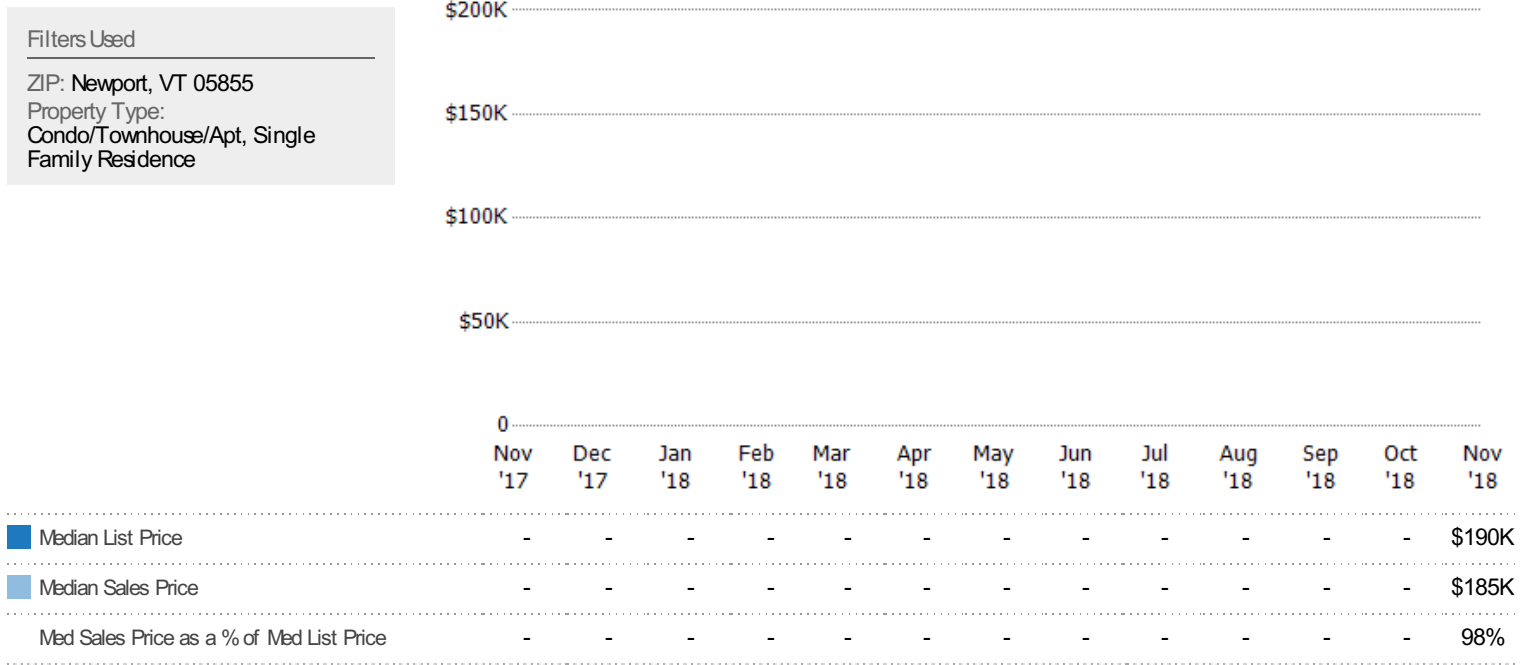 Filters Used
ZIP: Newport, VT 05855
Property Type:
Condo/Townhouse/Apt, Single
Family Residence
$200K
$150K
$100K
$50K
0
Nov Dec Jan Feb Mar Apr May Jun Jul Aug Sep Oct Nov
'17 '17 '18 '18 '18 '18 '18 '18 '18 '18 '18 '18 '18
Median List Price - - - - - - - - - - - - $190K
Median Sales Price - - - - - - - - - - - - $185K
Med Sales Price as a % of Med List Price - - - - - - - - - - - - 98%